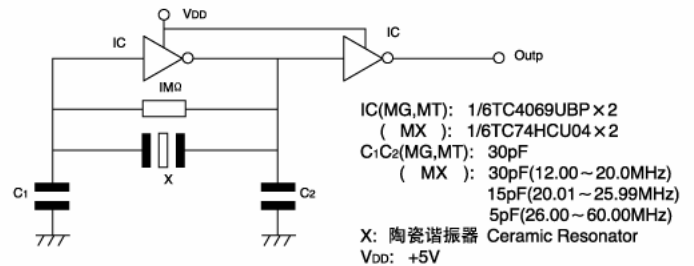 VDD
IC
IC
Outp
IMΩ
X
C1
C2
IC(MG,MT): 1/6TC4069UBP×2
( MX ): 1/6TC74HCU04×2
C1C2(MG,MT): 30pF
( MX ): 30pF(12.00～20.0MHz)
15pF(20.01～25.99MHz)
5pF(26.00～60.00MHz)
X: 陶瓷谐振器 Ceramic Resonator
VDD: +5V